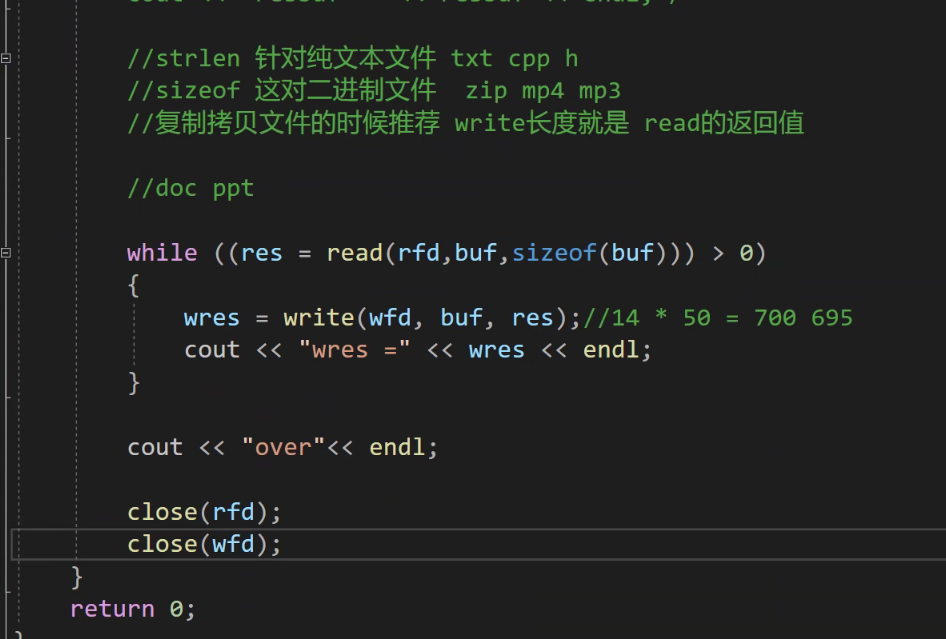 //strlen 针对纯文本文件 txt cpp h
//sizeof 这对二进制文件  zip mp4 mp3
//复制拷贝文件的时候推荐 write长度就是 read的返回值
//doc ppt
while ((res = read(rfd,buf,sizeof(buf))) > 0)
{
wres = write(wfd, buf, res);//14 * 50 = 700 695
cout << "wres =" << wres << endl;
}
cout << "over"<< endl;
close(rfd);
close(wfd);
}
return 0;